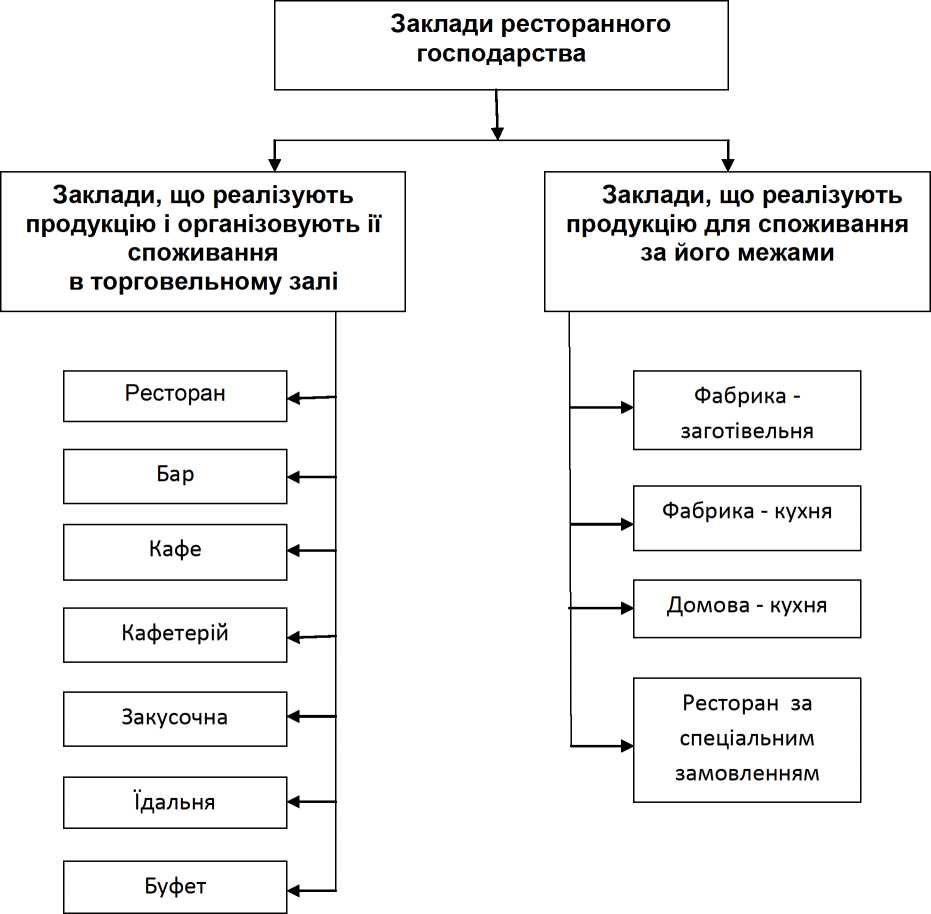 Заклади ресторанного
господарства
Заклади, що реалізують
продукцію і організовують її
споживання
в торговельному залі
Ресторан
Бар
Кафе
Кафетерій
Закусочна
Їдальня
Буфет
Заклади, що реалізують
продукцію для споживання
за його межами
Фабрика -
заготівельня
Фабрика - кухня
Домова - кухня
Ресторан за
спеціальним
замовленням